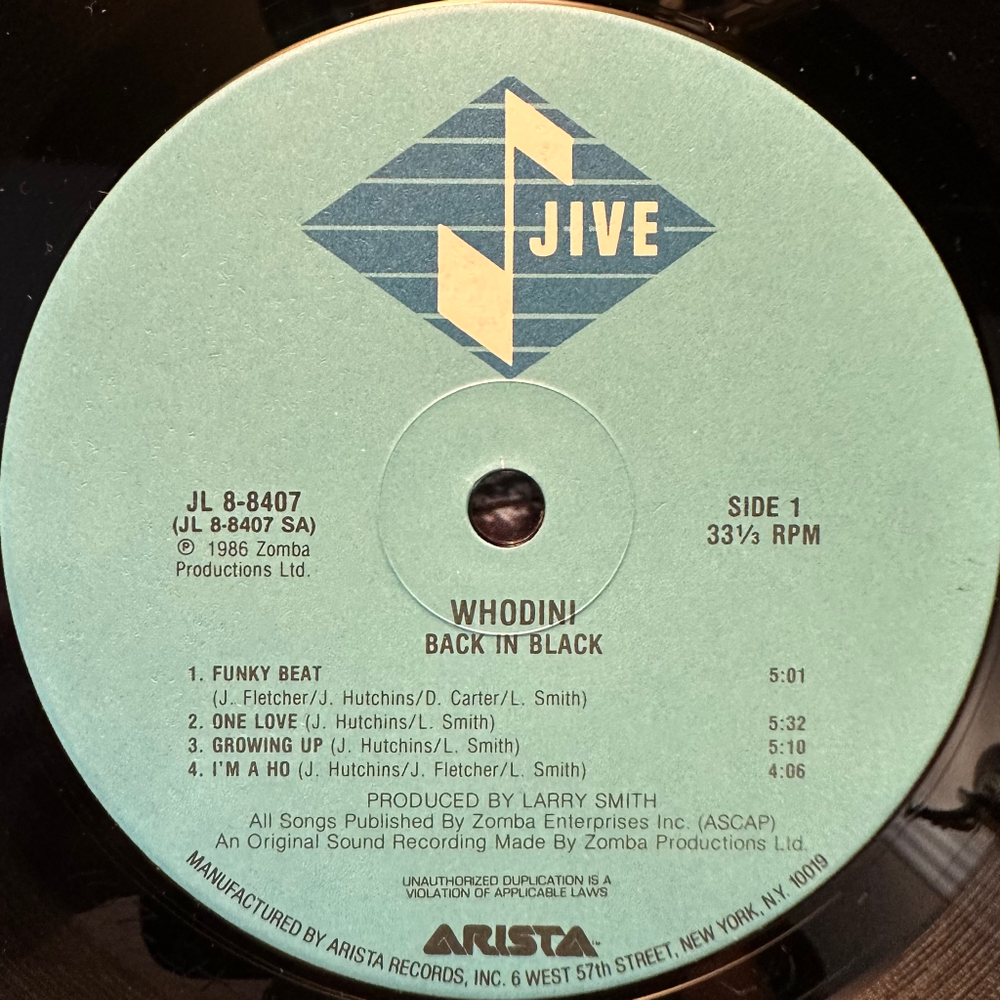 JIVE
JL 8-8407
(JL 8-8407 SA)
℗ 1986 Zomba
Productions Ltd.
SIDE 1
33⅓ RPM
WHODINI
BACK IN BLACK
1. FUNKY BEAT 5:01
(J. Fletcher/J. Hutchins/D. Carter/L. Smith)
2. ONE LOVE (J. Hutchins/L. Smith) 5:32
3. GROWING UP (J. Hutchins/L. Smith) 5:10
4. I'M A HO (J. Hutchins/J. Fletcher/L. Smith) 4:06
PRODUCED BY LARRY SMITH
All Songs Published By Zomba Enterprises Inc. (ASCAP)
An Original Sound Recording Made By Zomba Productions Ltd.
UNAUTHORIZED DUPLICATION IS A
VIOLATION OF APPLICABLE LAWS
ARISTA™
MANUFACTURED BY ARISTA RECORDS, INC. 6 WEST 57th STREET, NEW YORK, N.Y. 10019